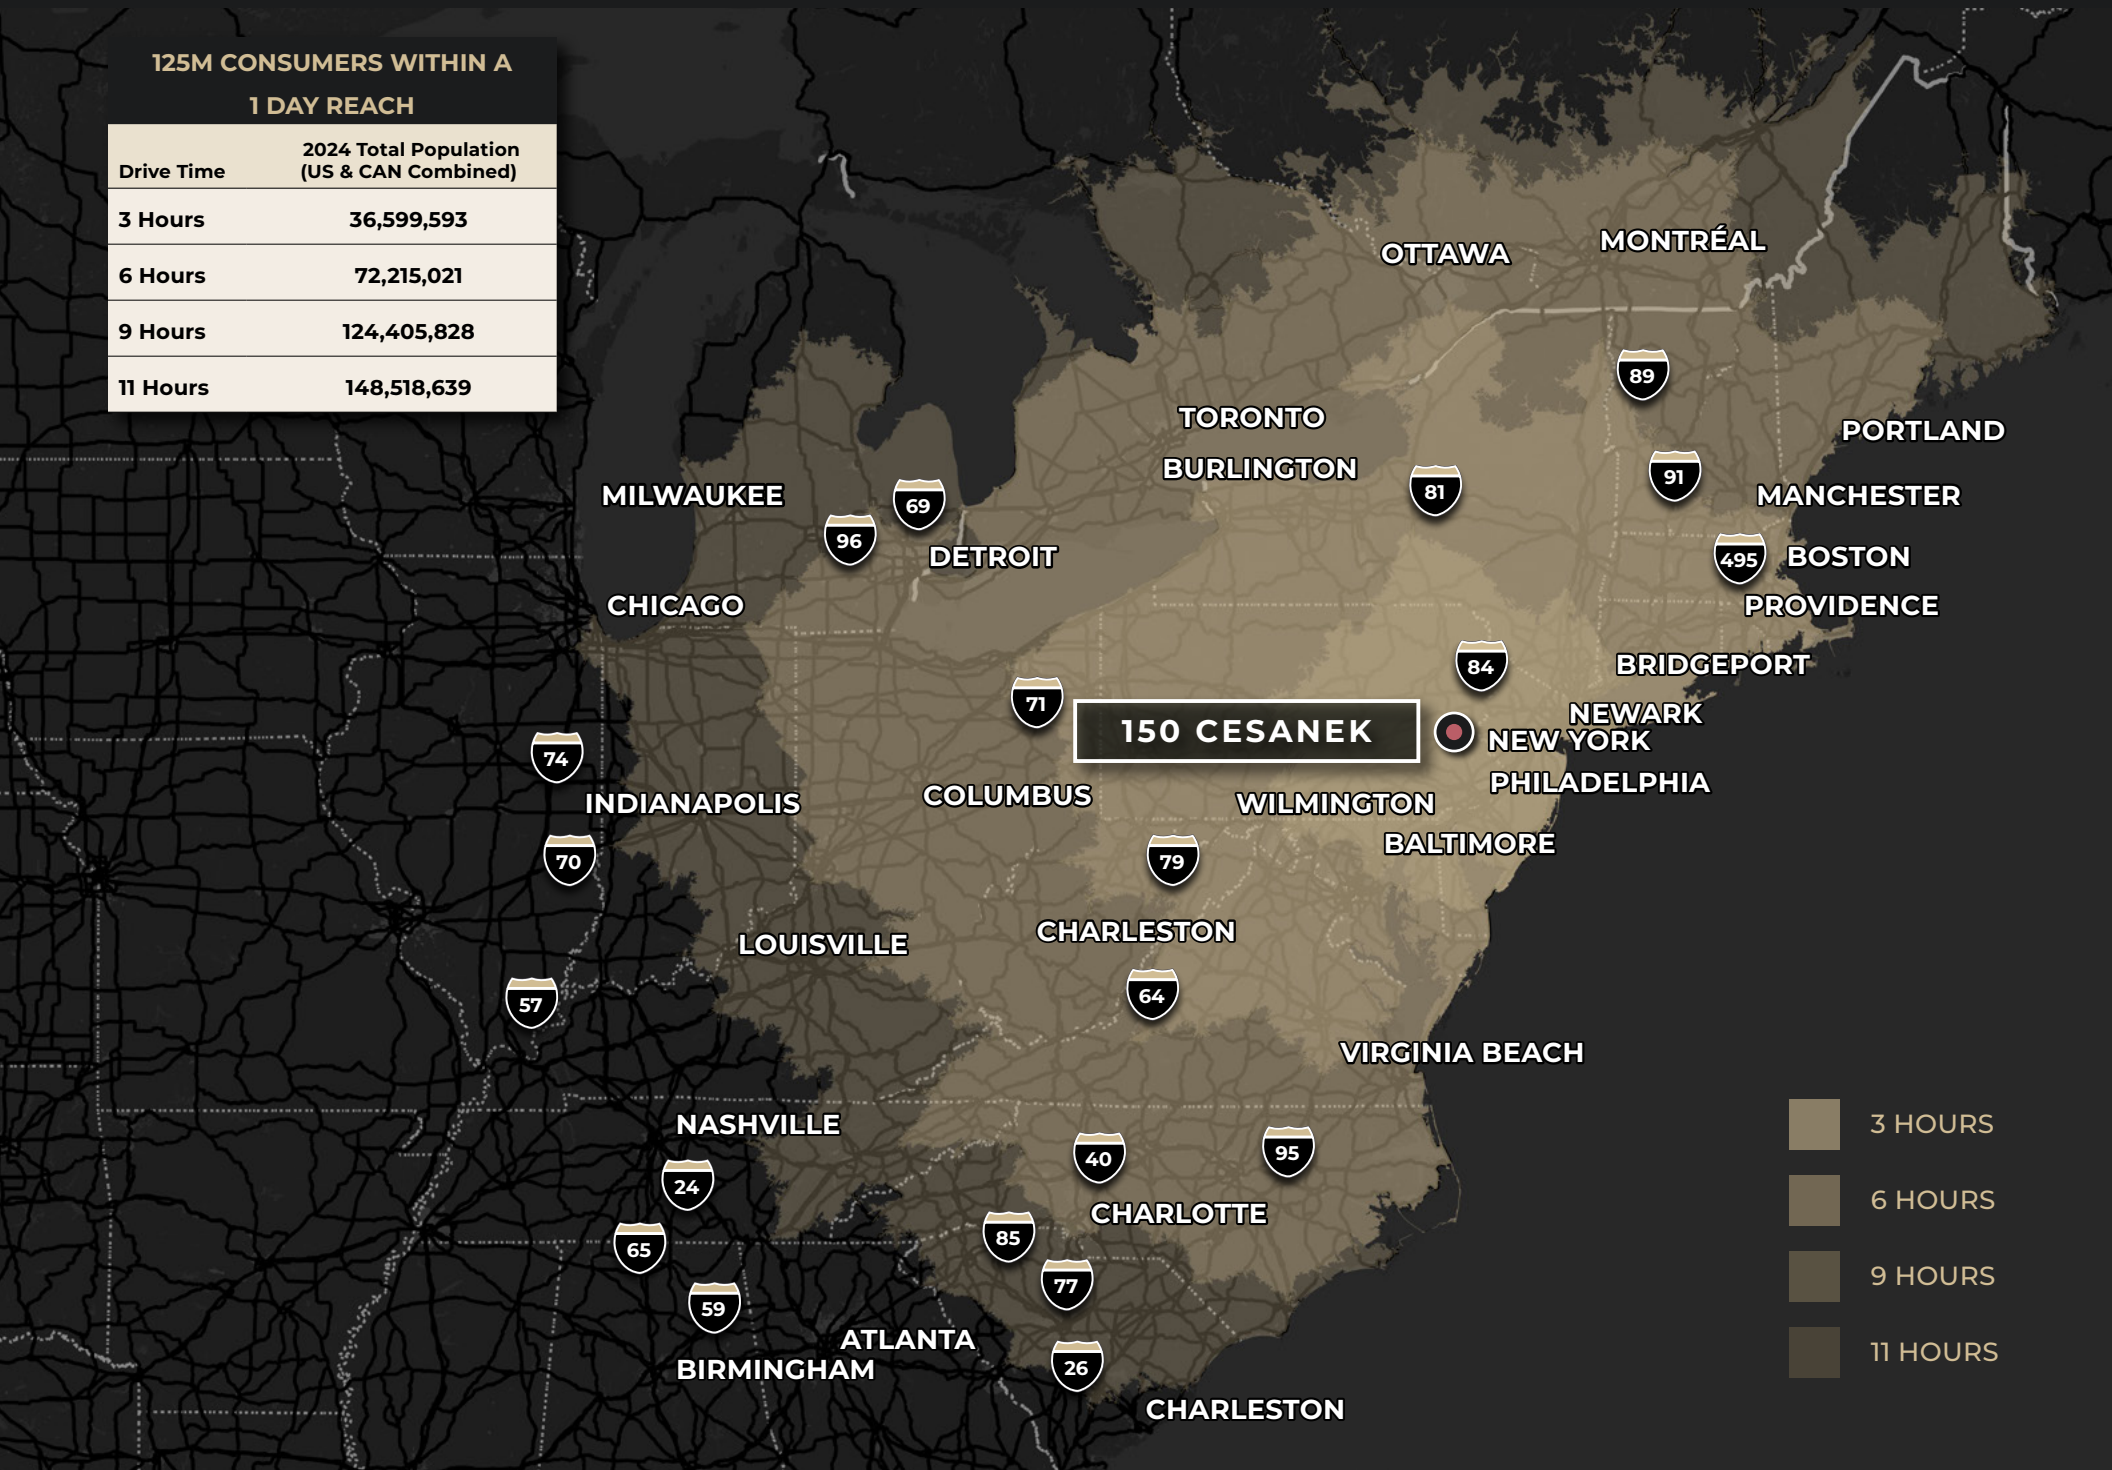 125M CONSUMERS WITHIN A
1 DAY REACH
Drive Time
2024 Total Population
(US & CAN Combined)
3 Hours 36,599,593
6 Hours 72,215,021
9 Hours 124,405,828
11 Hours 148,518,639
OTTAWA
MONTRÉAL
89
TORONTO
PORTLAND
BURLINGTON
91
81
MILWAUKEE
69
MANCHESTER
96
DETROIT
495
BOSTON
CHICAGO
PROVIDENCE
84
BRIDGEPORT
71
NEWARK
150 CESANEK
NEW YORK
74
PHILADELPHIA
INDIANAPOLIS
COLUMBUS
WILMINGTON
BALTIMORE
70
79
CHARLESTON
LOUISVILLE
57
64
VIRGINIA BEACH
3 HOURS
NASHVILLE
40
95
24
6 HOURS
CHARLOTTE
85
65
77
9 HOURS
59
ATLANTA
11 HOURS
BIRMINGHAM
26
CHARLESTON